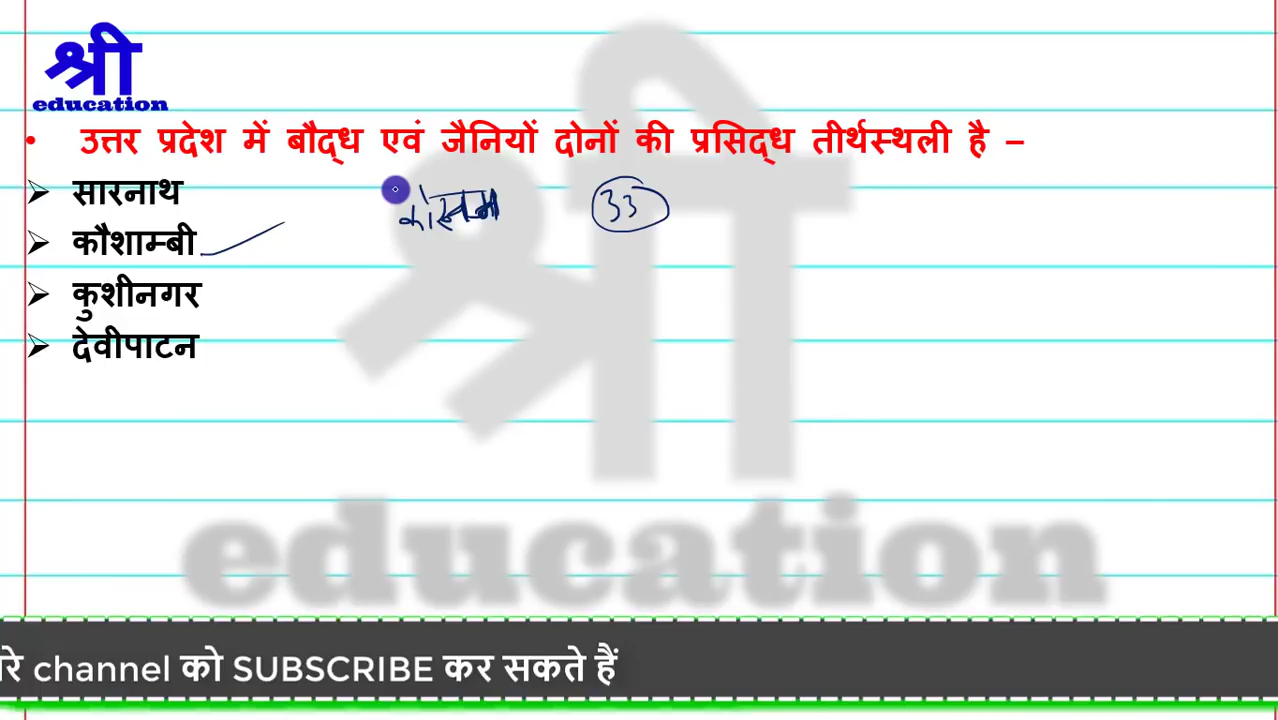 श्री
education
• उत्तर प्रदेश में बौद्ध एवं जैनियों दोनों की प्रसिद्ध तीर्थस्थली है –
➢ सारनाथ
➢ कौशाम्बी
➢ कुशीनगर
➢ देवीपाटन
33
श्री
education
रे channel को SUBSCRIBE कर सकते हैं